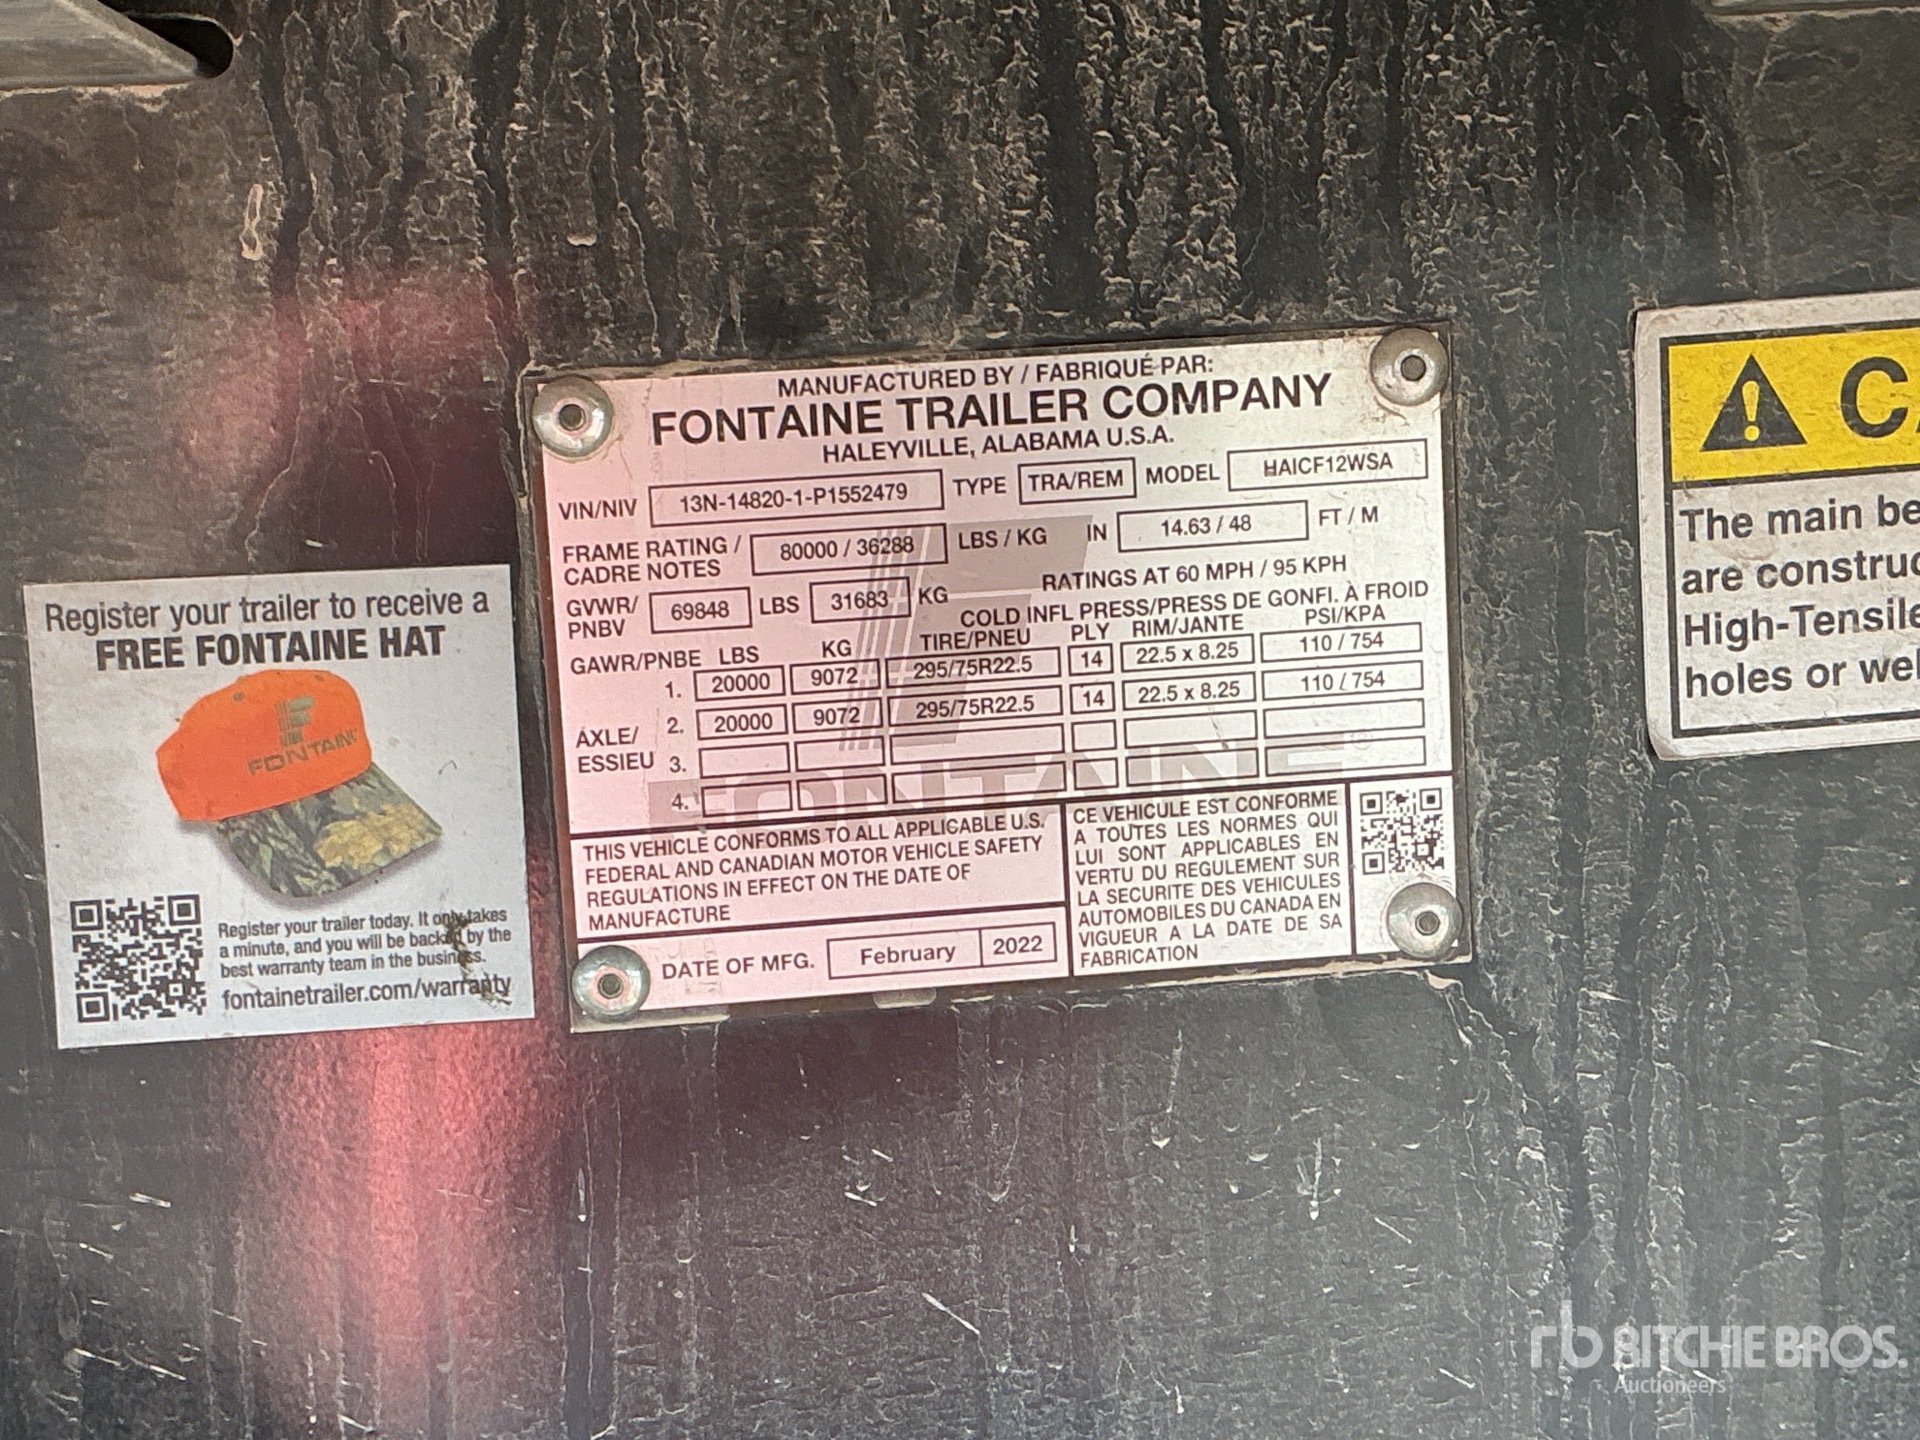 Register your trailer to receive a
FREE FONTAINE HAT
FONTAINE
Register your trailer today. It only takes
a minute, and you will be backed by the
best warranty team in the business.
fontainetrailer.com/warranty
MANUFACTURED BY / FABRIQUÉ PAR:
FONTAINE TRAILER COMPANY
HALEYVILLE, ALABAMA U.S.A.
VIN/NIV 13N-14820-1-P1552479 TYPE TRA/REM MODEL HAICF12WSA
FRAME RATING / CADRE NOTES 80000 / 36288 LBS / KG IN 14.63 / 48 FT / M
GVWR/ PNBV 69848 LBS 31683 KG RATINGS AT 60 MPH / 95 KPH
COLD INFL PRESS/PRESS DE GONFI. À FROID
GAWR/PNBE LBS KG TIRE/PNEU PLY RIM/JANTE PSI/KPA
AXLE/ ESSIEU
1. 20000 9072 295/75R22.5 14 22.5 x 8.25 110 / 754
2. 20000 9072 295/75R22.5 14 22.5 x 8.25 110 / 754
3.
4.
FONTAINE®
THIS VEHICLE CONFORMS TO ALL APPLICABLE U.S.
FEDERAL AND CANADIAN MOTOR VEHICLE SAFETY
REGULATIONS IN EFFECT ON THE DATE OF
MANUFACTURE
DATE OF MFG. February 2022
CE VEHICULE EST CONFORME
A TOUTES LES NORMES QUI
LUI SONT APPLICABLES EN
VERTU DU REGULEMENT SUR
LA SECURITE DES VEHICULES
AUTOMOBILES DU CANADA EN
VIGUEUR A LA DATE DE SA
FABRICATION
The main be
are construc
High-Tensile
holes or wel
rb RITCHIE BROS.
Auctioneers